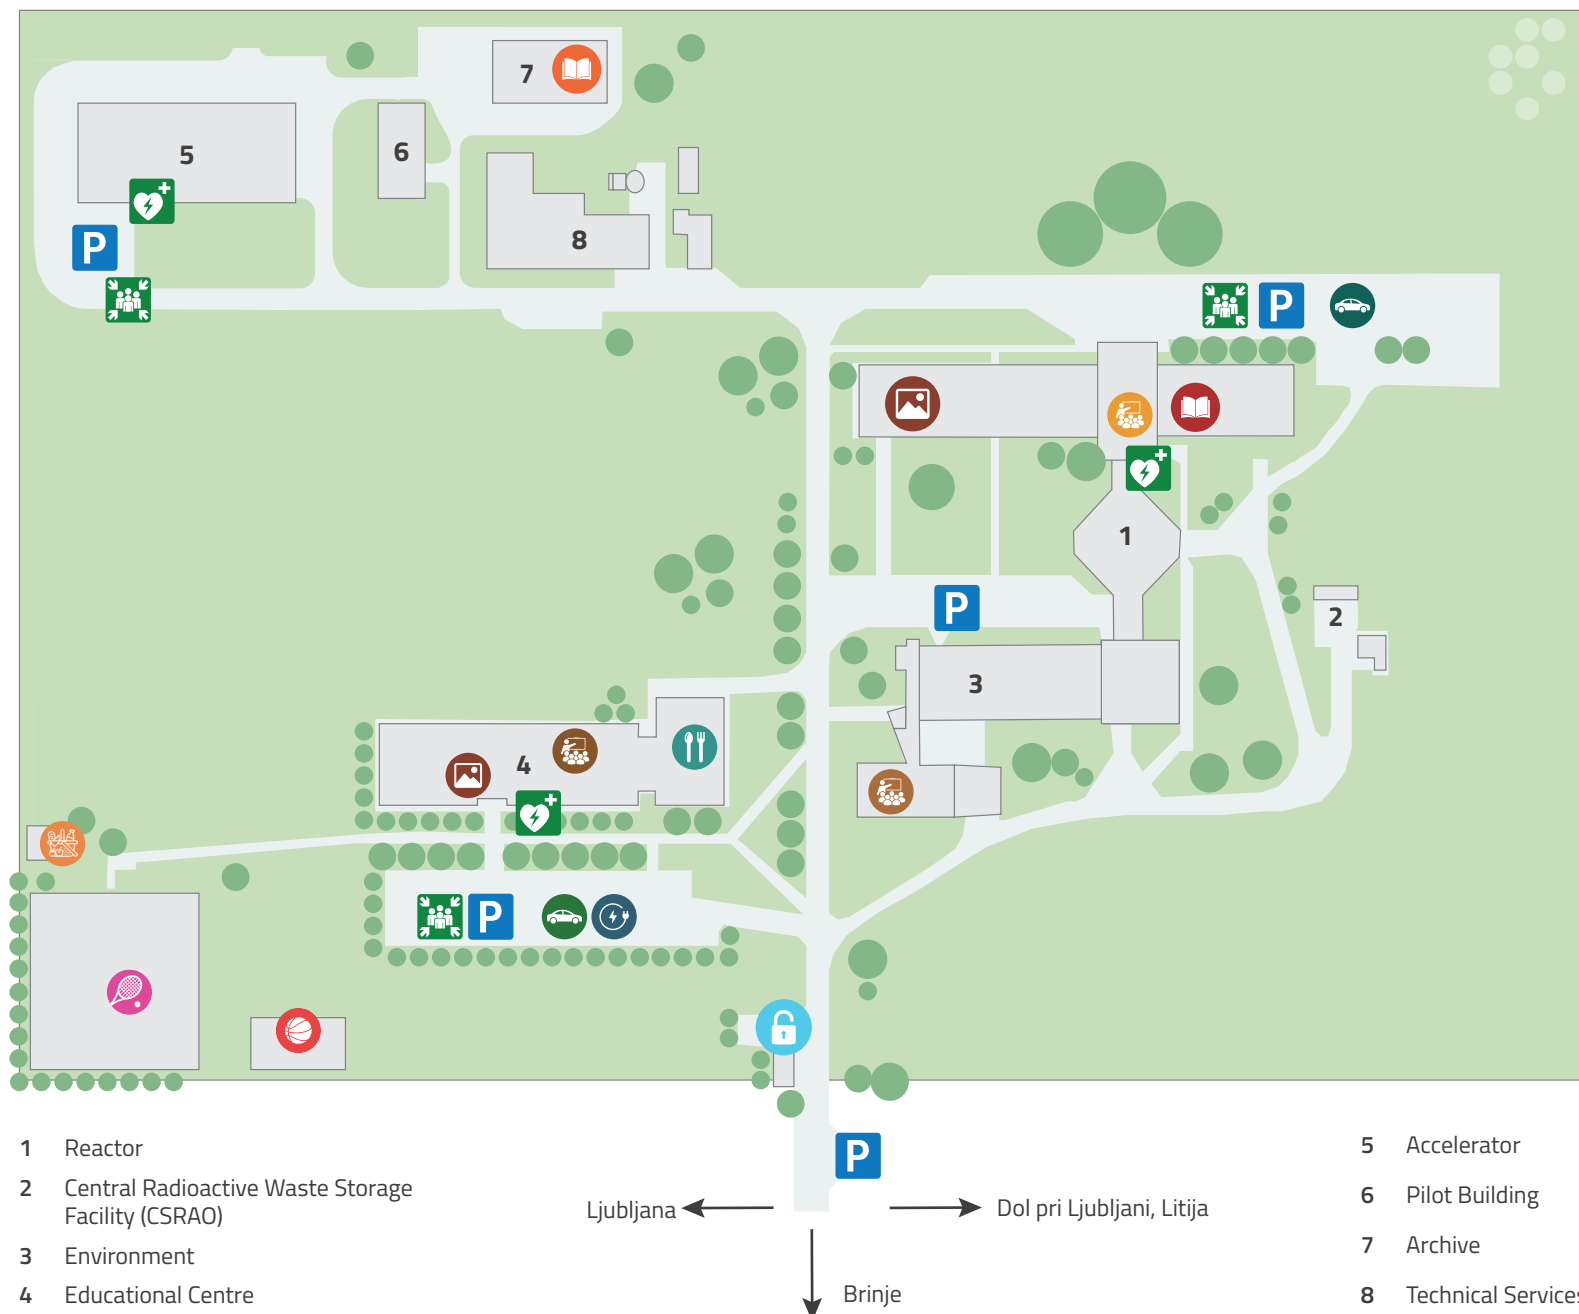 7
5
6
8
P
P
1
P
2
3
4
P
1 Reactor
2 Central Radioactive Waste Storage
Facility (CSRAO)
3 Environment
4 Educational Centre
P
Ljubljana
Dol pri Ljubljani, Litija
Brinje
5 Accelerator
6 Pilot Building
7 Archive
8 Technical Services